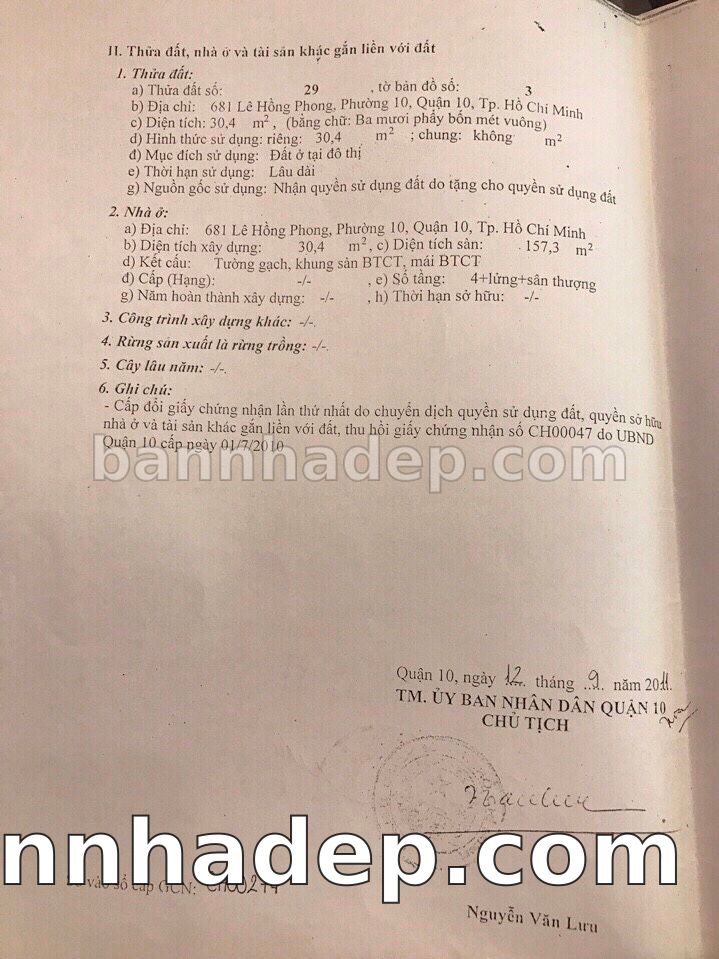 II. Thửa đất, nhà ở và tài sản khác gắn liền với đất
1. Thửa đất:
a) Thửa đất số: 29 , tờ bản đồ số: 3
b) Địa chỉ: 681 Lê Hồng Phong, Phường 10, Quận 10, Tp. Hồ Chí Minh
c) Diện tích: 30,4 m², (bằng chữ: Ba mươi phẩy bốn mét vuông)
d) Hình thức sử dụng: riêng: 30,4 m² ; chung: không m²
đ) Mục đích sử dụng: Đất ở tại đô thị
e) Thời hạn sử dụng: Lâu dài
g) Nguồn gốc sử dụng: Nhận quyền sử dụng đất do tặng cho quyền sử dụng đất
2. Nhà ở:
a) Địa chỉ: 681 Lê Hồng Phong, Phường 10, Quận 10, Tp. Hồ Chí Minh
b) Diện tích xây dựng: 30,4 m², c) Diện tích sàn: 157,3 m²
d) Kết cấu: Tường gạch, khung sàn BTCT, mái BTCT
đ) Cấp (Hạng): -/- , e) Số tầng: 4+lửng+sân thượng
g) Năm hoàn thành xây dựng: -/- , h) Thời hạn sở hữu: -/-
3. Công trình xây dựng khác: -/-.
4. Rừng sản xuất là rừng trồng: -/-.
5. Cây lâu năm: -/-.
6. Ghi chú:
- Cấp đổi giấy chứng nhận lần thứ nhất do chuyển dịch quyền sử dụng đất, quyền sở hữu
nhà ở và tài sản khác gắn liền với đất, thu hồi giấy chứng nhận số CH00047 do UBND
Quận 10 cấp ngày 01/7/2010
bannhadep.com
Quận 10, ngày 12 tháng 9 năm 2011.
TM. ỦY BAN NHÂN DÂN QUẬN 10
CHỦ TỊCH
nnhadep.com
vào sổ cấp GCN:
Nguyễn Văn Lưu